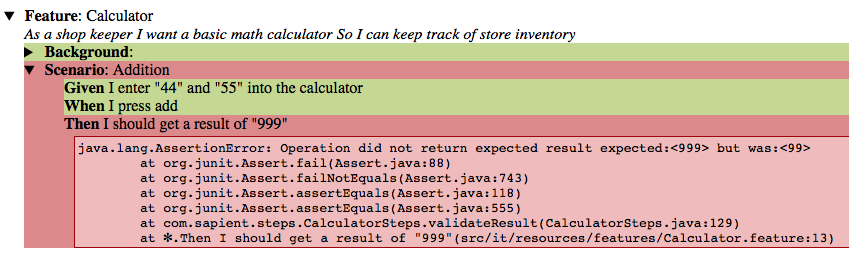 ▼ Feature: Calculator
As a shop keeper I want a basic math calculator So I can keep track of store inventory
▶ Background:
▼ Scenario: Addition
Given I enter "44" and "55" into the calculator
When I press add
Then I should get a result of "999"
java.lang.AssertionError: Operation did not return expected result expected:<999> but was:<99>
at org.junit.Assert.fail(Assert.java:88)
at org.junit.Assert.failNotEquals(Assert.java:743)
at org.junit.Assert.assertEquals(Assert.java:118)
at org.junit.Assert.assertEquals(Assert.java:555)
at com.sapient.steps.CalculatorSteps.validateResult(CalculatorSteps.java:129)
at ✻.Then I should get a result of "999"(src/it/resources/features/Calculator.feature:13)